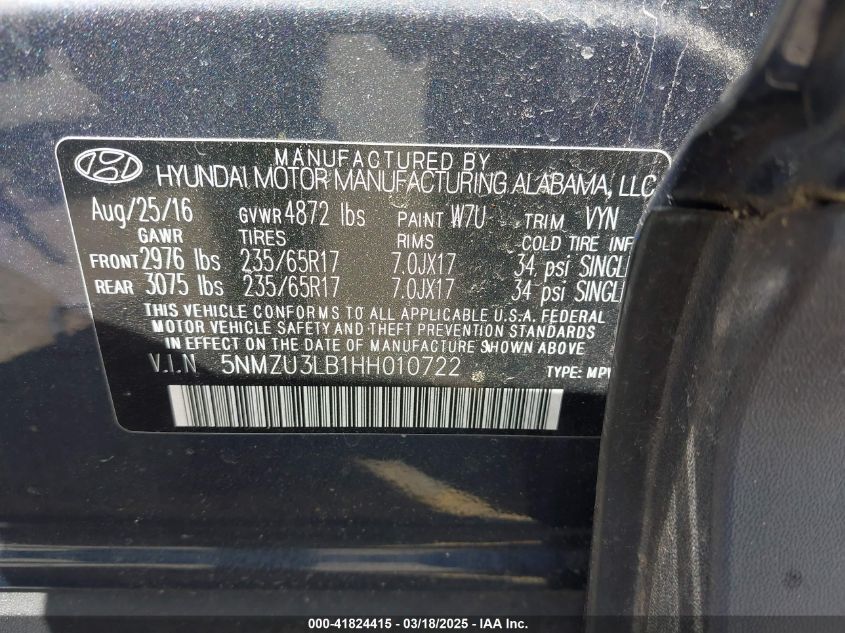 MANUFACTURED BY
HYUNDAI MOTOR MANUFACTURING ALABAMA, LLC
Aug/25/16 GVWR 4872 lbs PAINT W7U TRIM VYN
GAWR TIRES RIMS COLD TIRE INF
FRONT 2976 lbs 235/65R17 7.0JX17 34 psi SINGL
REAR 3075 lbs 235/65R17 7.0JX17 34 psi SINGL
THIS VEHICLE CONFORMS TO ALL APPLICABLE U.S.A. FEDERAL
MOTOR VEHICLE SAFETY AND THEFT PREVENTION STANDARDS
IN EFFECT ON THE DATE OF MANUFACTURE SHOWN ABOVE.
V.I.N. 5NMZU3LB1HH010722 TYPE: MPV
000-41824415 - 03/18/2025 - IAA Inc.